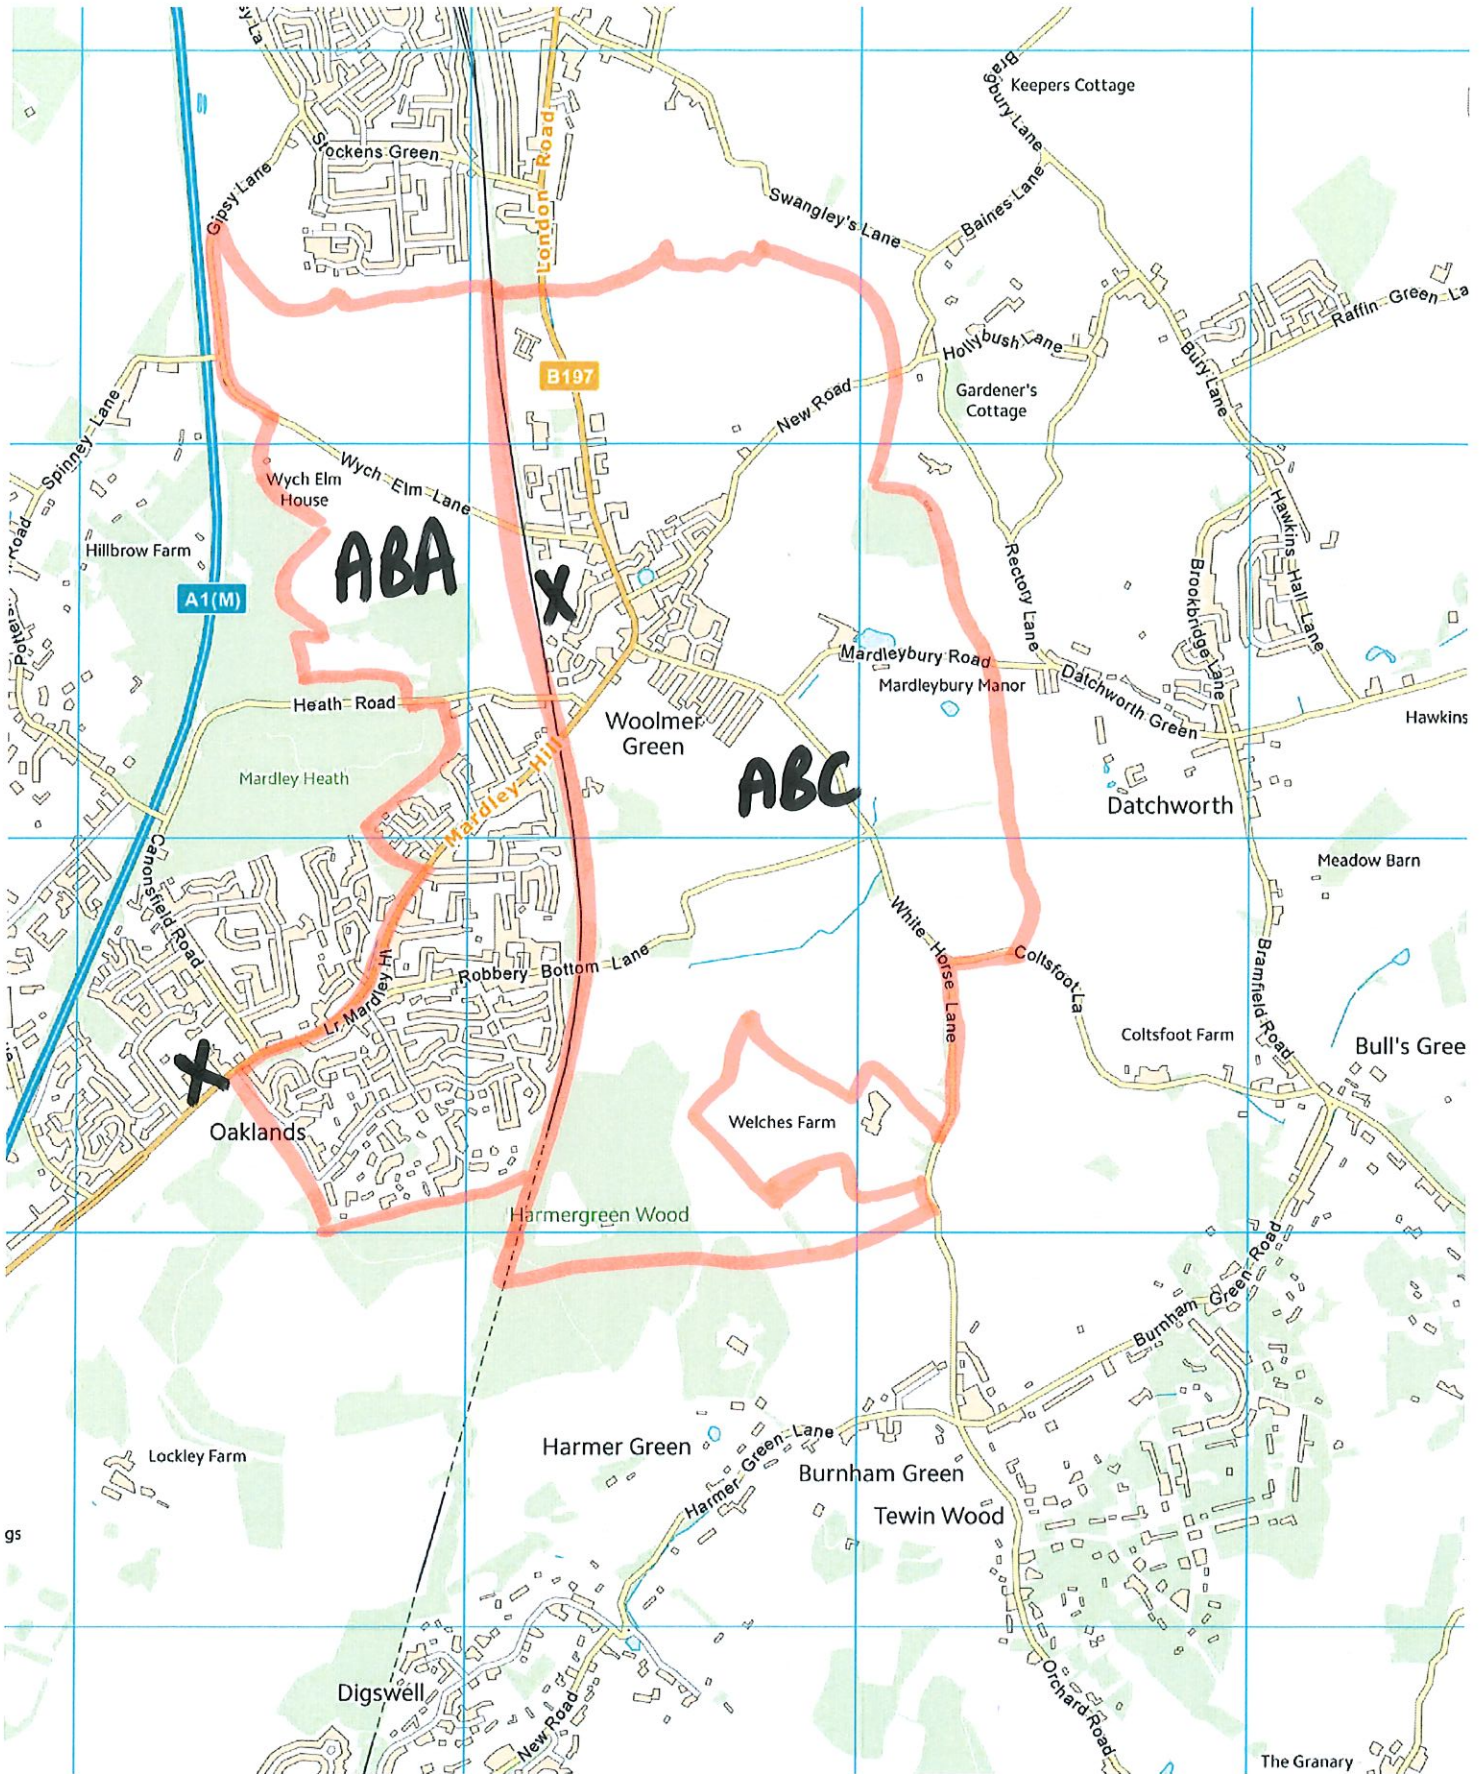 Bragbury Lane
Keepers Cottage
Stockens Green
London Road
Gipsy Lane
Swangley's Lane
Baines Lane
Raffin Green La
Hollybush Lane
Bury Lane
B197
Gardener's
Cottage
New Road
Spinney Lane
Wych Elm
House
Wych Elm Lane
ABA
X
Hillbrow Farm
A1(M)
Hawkins Hall Lane
Brookbridge Lane
Rectory Lane
Mardleybury Road
Mardleybury Manor
Datchworth Green
Heath Road
Woolmer
Green
Hawkins
Mardley Heath
Mardley Hill
ABC
Datchworth
Meadow Barn
Canonsfield Road
White Horse Lane
Robbery Bottom Lane
Lr Mardley Hl
Coltsfoot La
Bramfield Road
Coltsfoot Farm
Bull's Gree
X
Oaklands
Welches Farm
Harmergreen Wood
Burnham Green Road
Lockley Farm
Harmer Green
Harmer Green Lane
Burnham Green
Tewin Wood
gs
Digswell
New Road
Orchard Road
The Granary